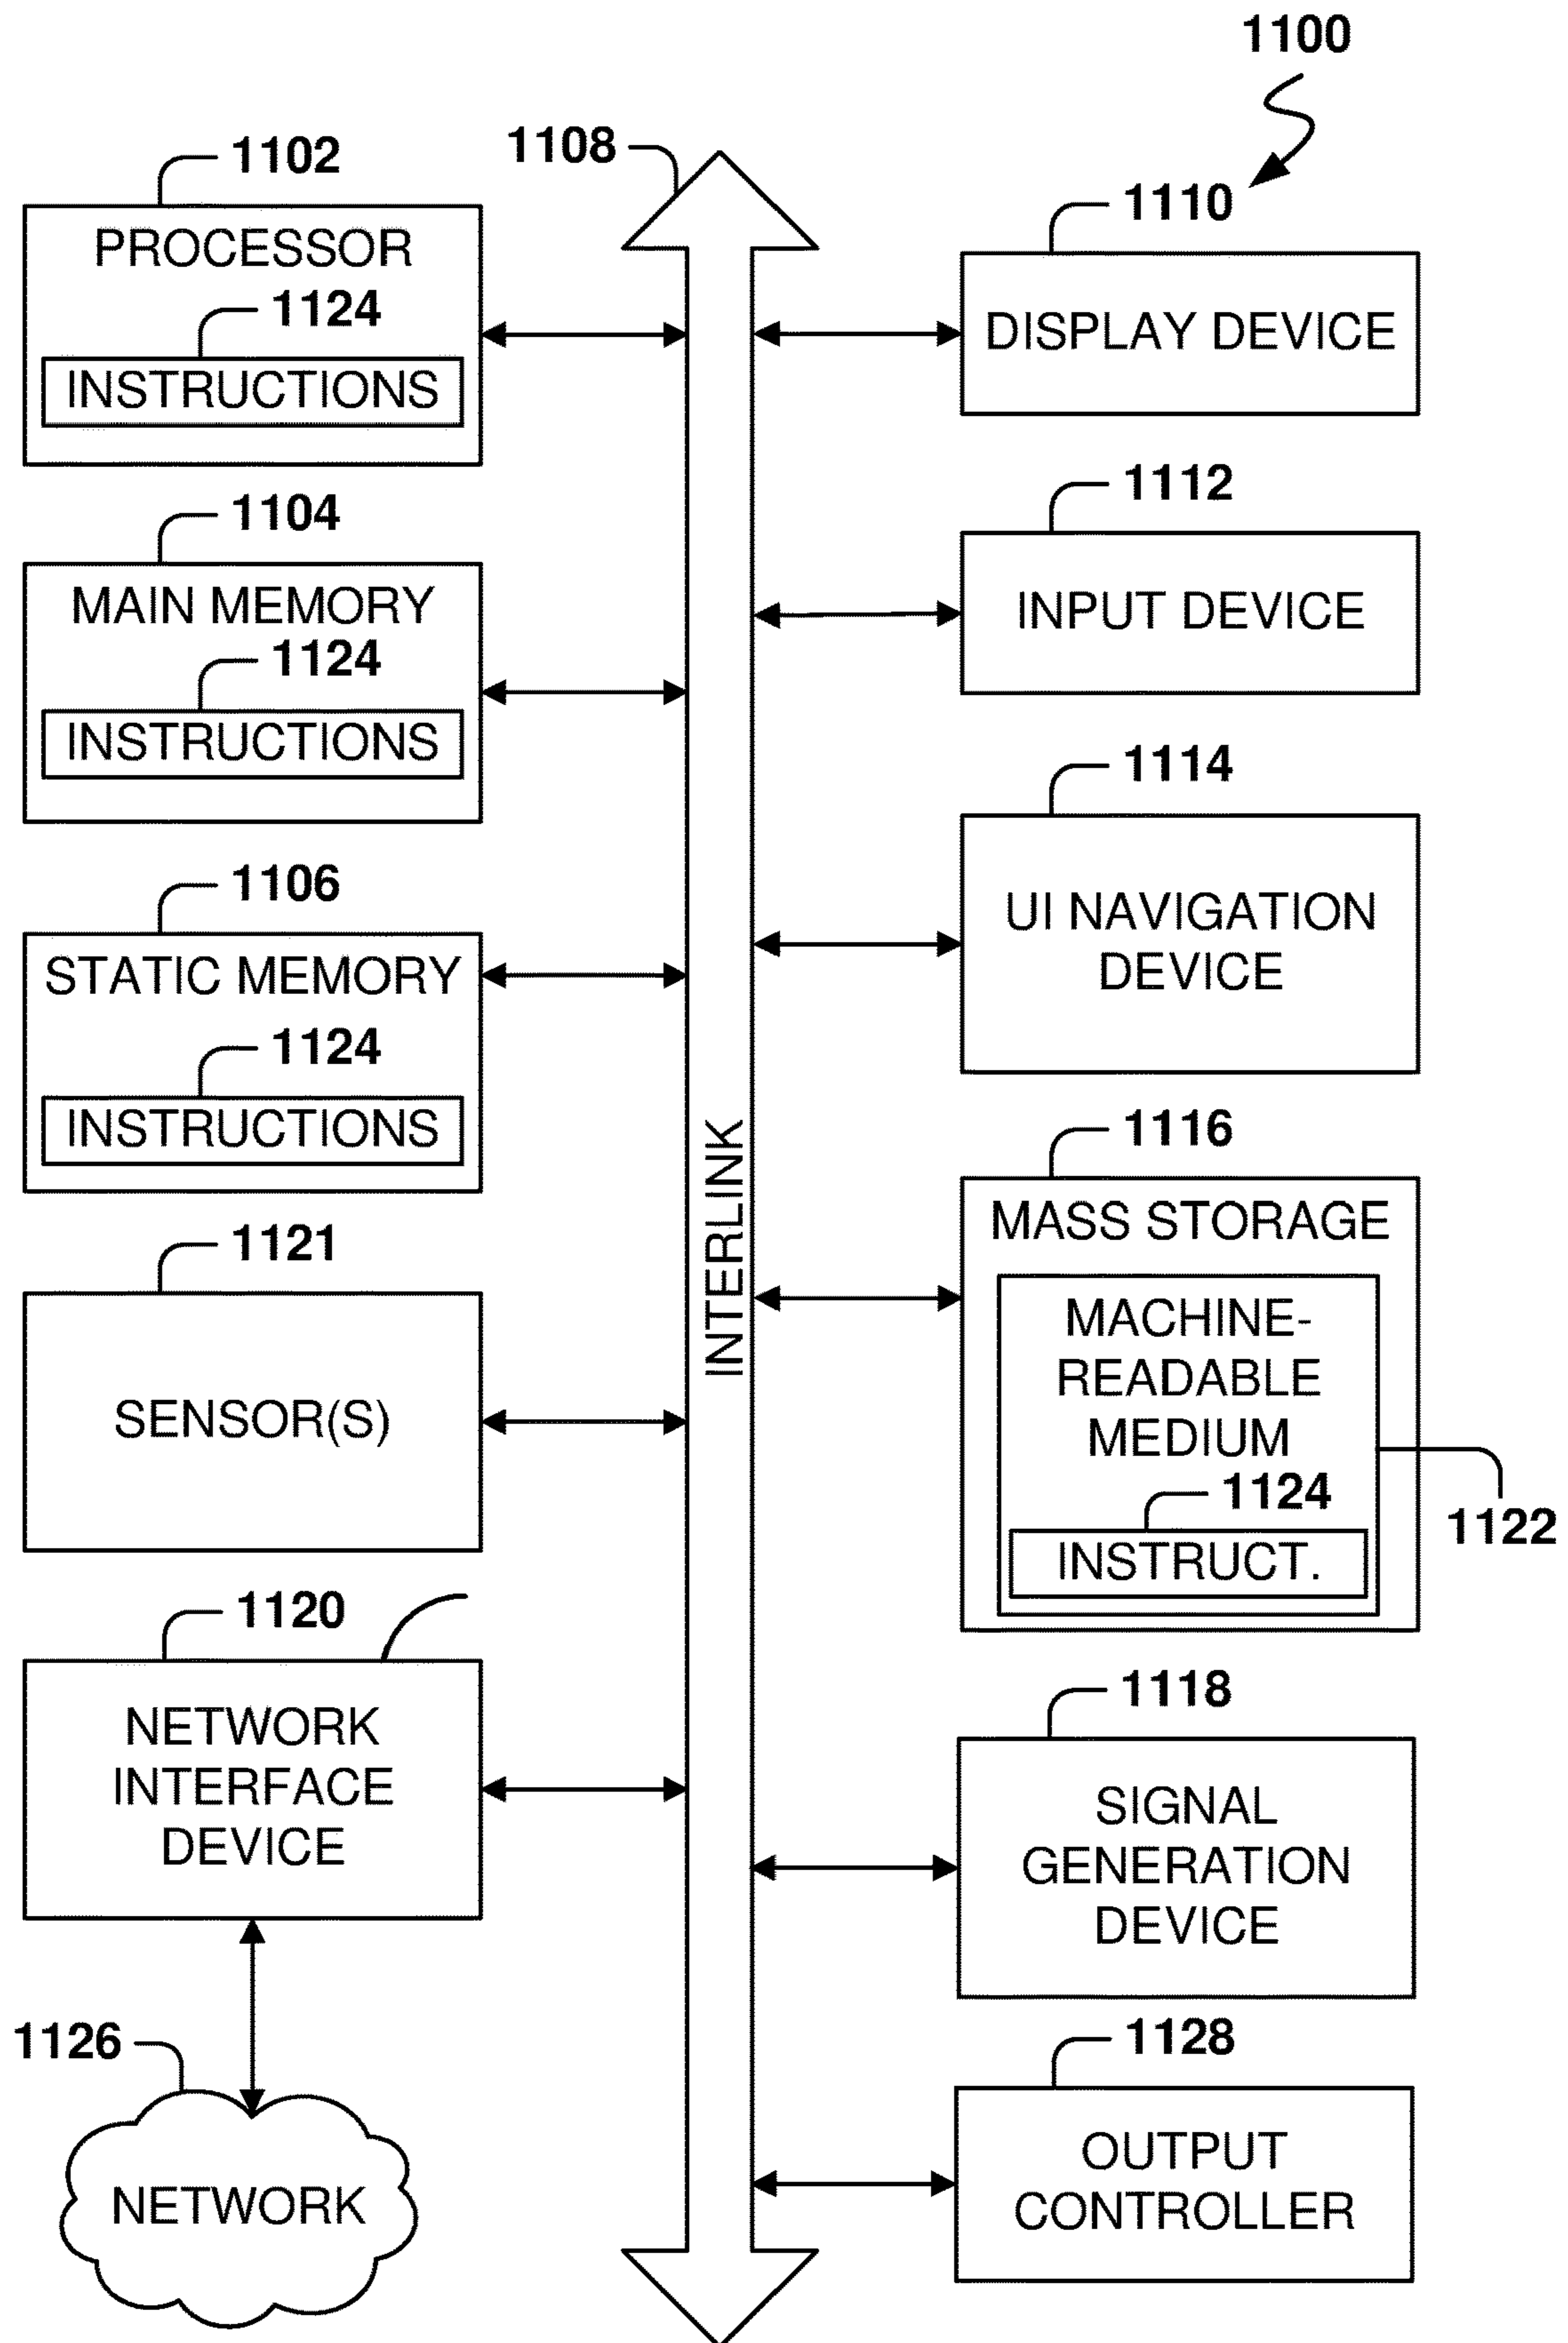 1100
1102
PROCESSOR
1124
INSTRUCTIONS
1104
MAIN MEMORY
1124
INSTRUCTIONS
1106
STATIC MEMORY
1124
INSTRUCTIONS
1121
SENSOR(S)
1120
NETWORK
INTERFACE
DEVICE
1126
NETWORK
1108
INTERLINK
1110
DISPLAY DEVICE
1112
INPUT DEVICE
1114
UI NAVIGATION
DEVICE
1116
MASS STORAGE
MACHINE-
READABLE
MEDIUM
1124
INSTRUCT.
1122
1118
SIGNAL
GENERATION
DEVICE
1128
OUTPUT
CONTROLLER